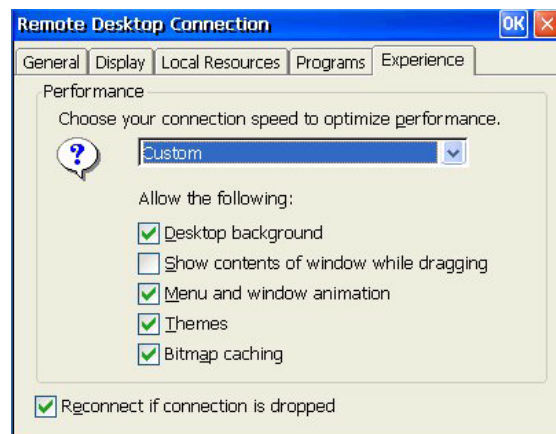 Remote Desktop Connection OK
General Display Local Resources Programs Experience
Performance
Choose your connection speed to optimize performance.
Custom
Allow the following:
Desktop background
Show contents of window while dragging
Menu and window animation
Themes
Bitmap caching
Reconnect if connection is dropped